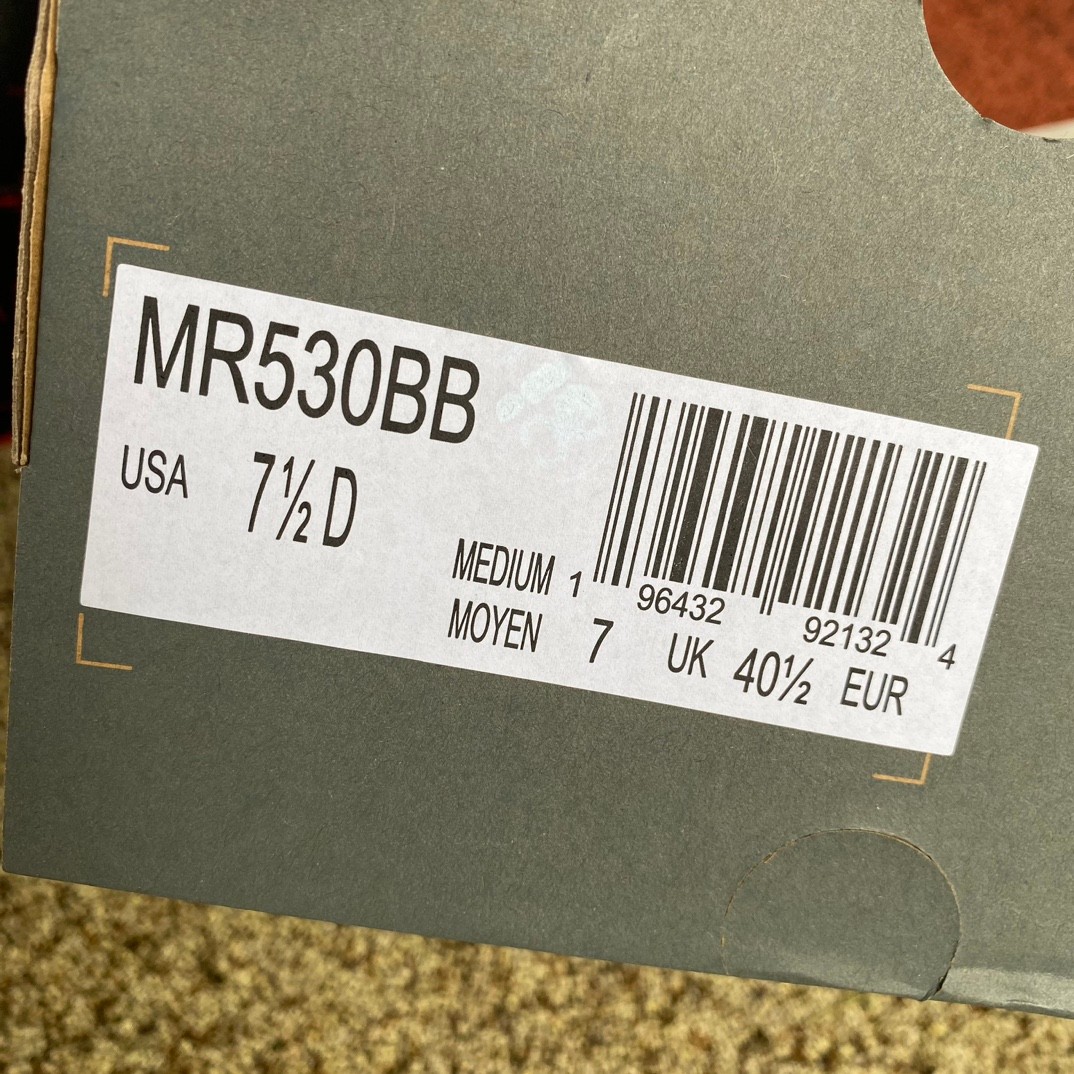 MR530BB
USA 7½ D
MEDIUM
MOYEN 7 UK 40½ EUR
1 96432 92132 4